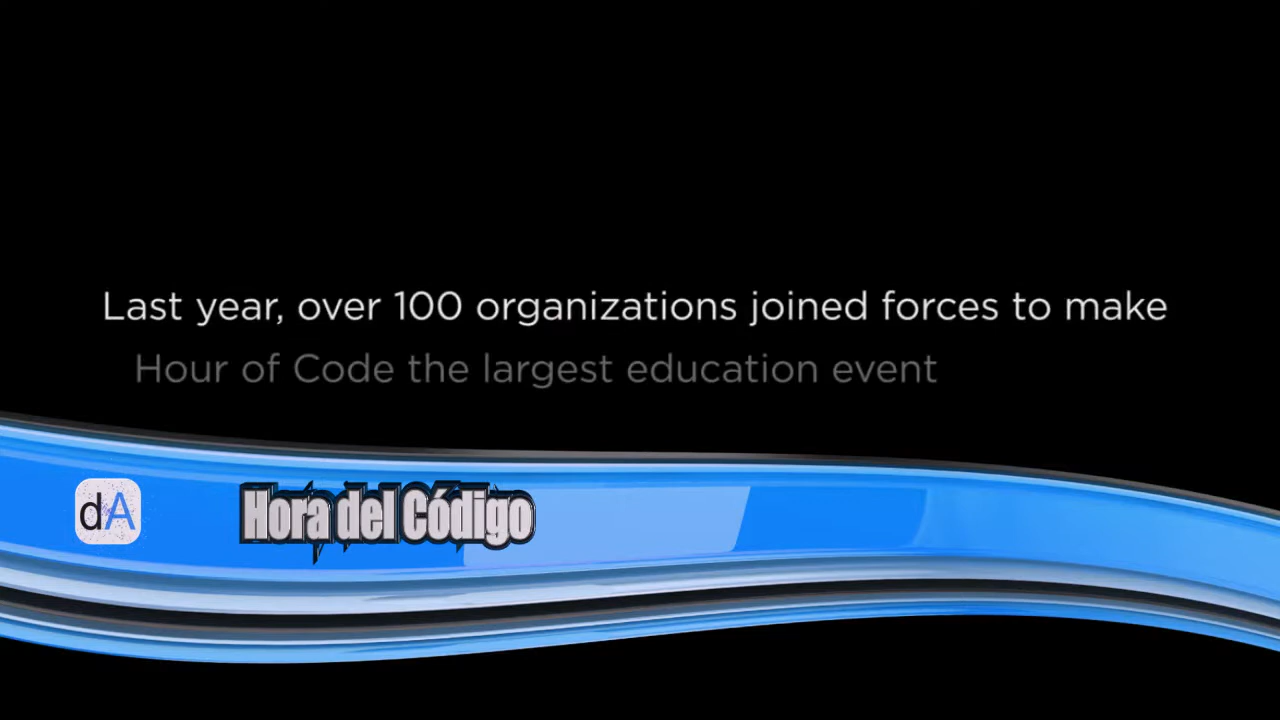 Last year, over 100 organizations joined forces to make
Hour of Code the largest education event
dA
Hora del Código